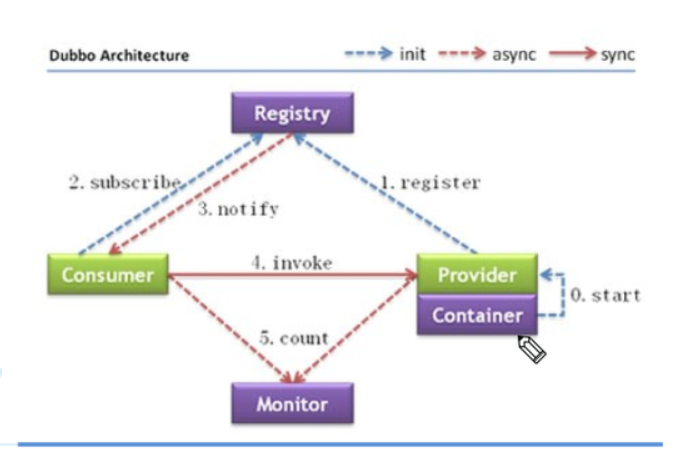 Dubbo Architecture
init
async
sync
Registry
2. subscribe
1. register
3. notify
Consumer
4. invoke
Provider
0. start
Container
5. count
Monitor